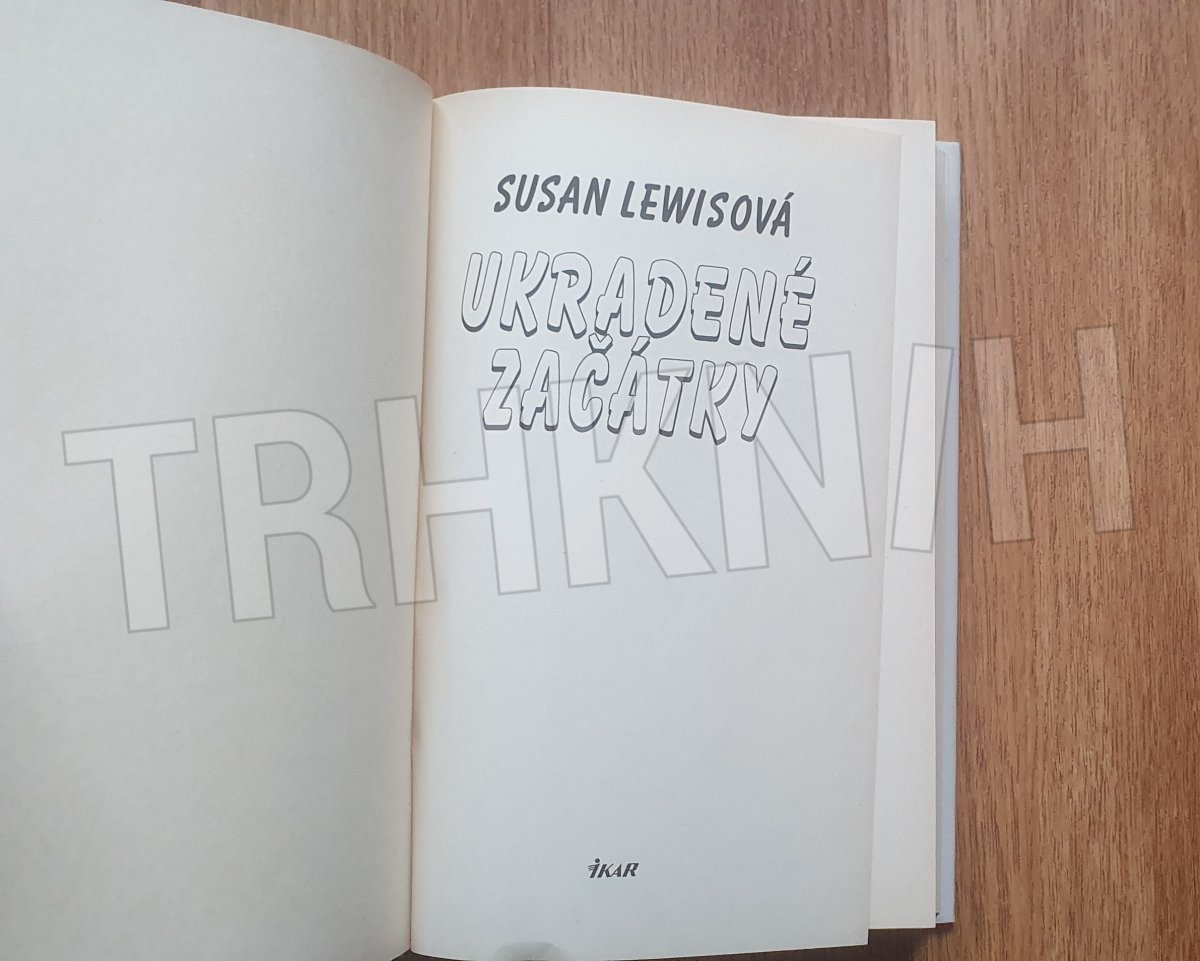 SUSAN LEWISOVÁ
UKRADENÉ
ZAČÁTKY
TRHKNIH
IKAR